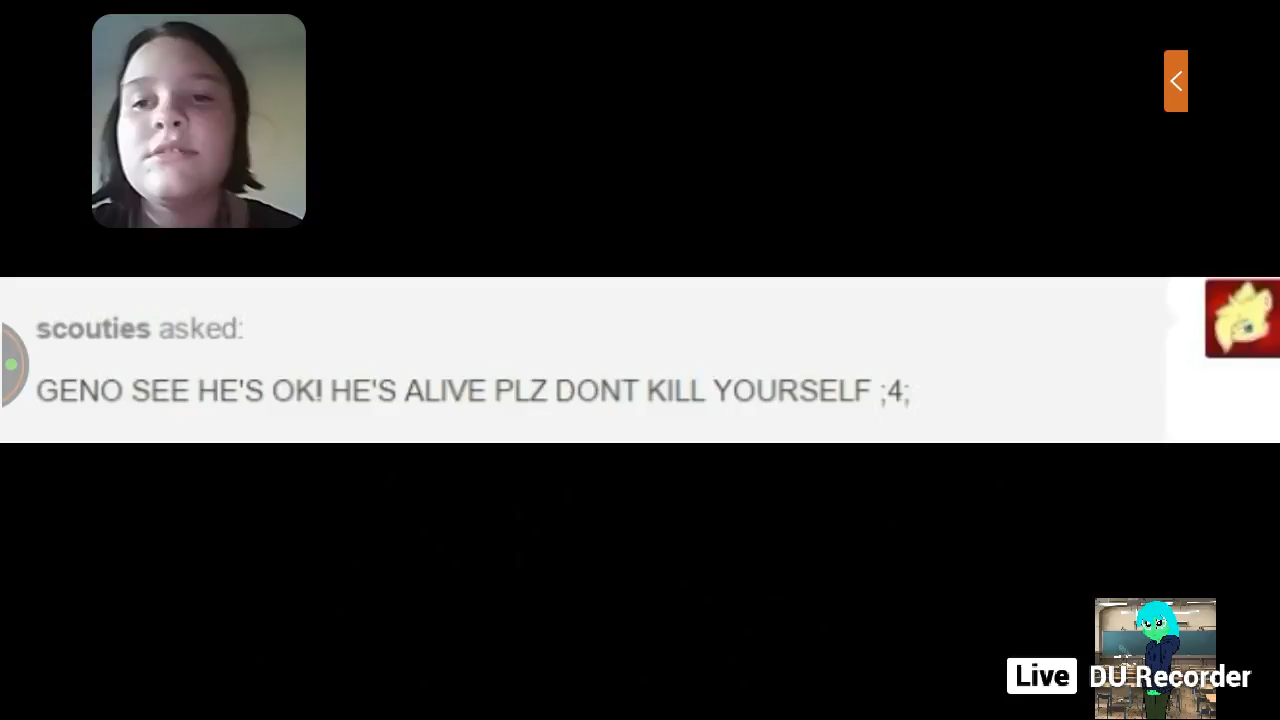 scouties asked:
GENO SEE HE'S OK! HE'S ALIVE PLZ DONT KILL YOURSELF ;4;
Live DU Recorder